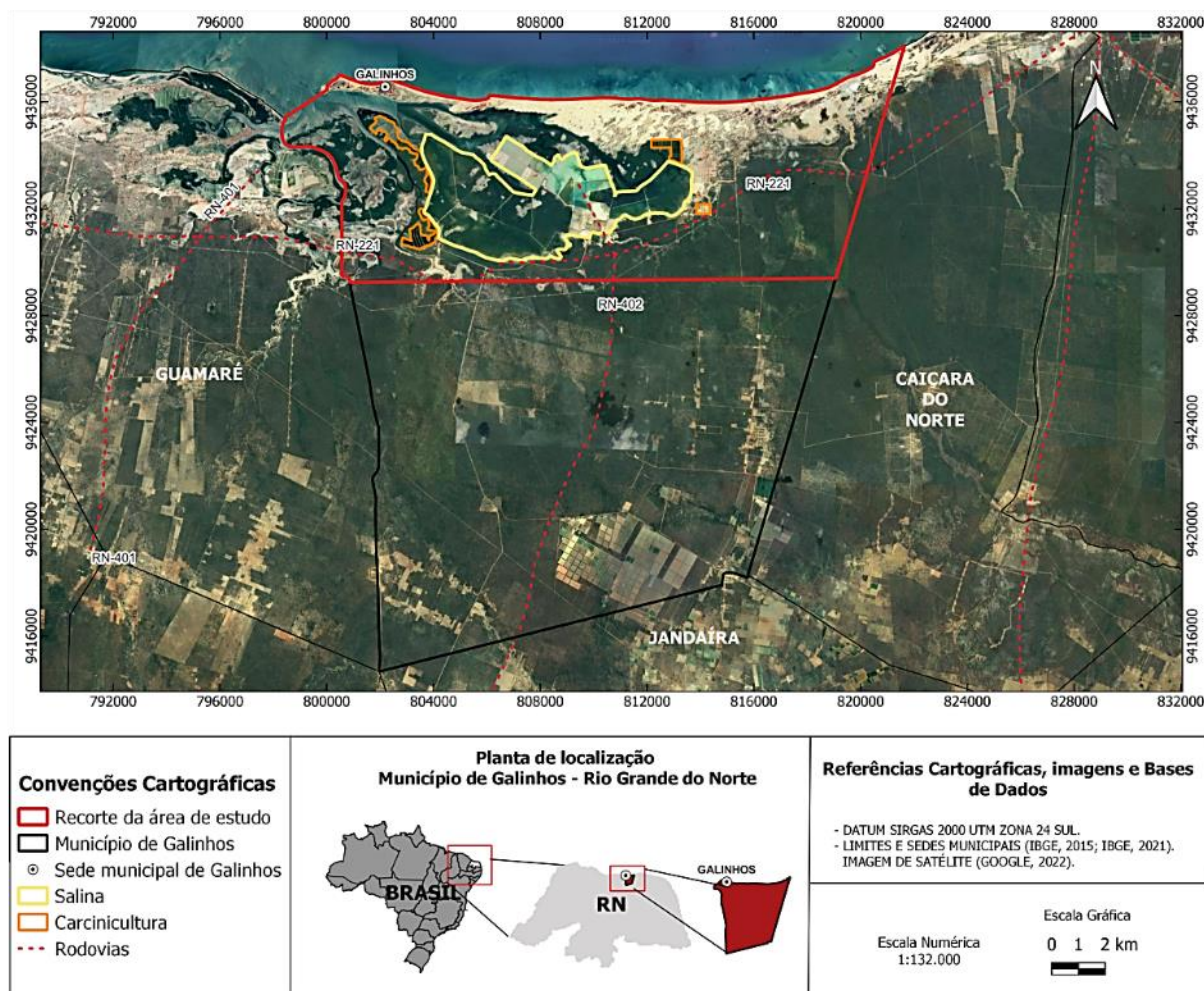 792000
796000
800000
804000
808000
812000
816000
820000
824000
828000
832000
GALINHOS
N
9436000
9436000
RN-401
RN-221
9432000
9432000
RN-221
9428000
9428000
RN-402
GUAMARÉ
CAIÇARA
DO
NORTE
9424000
9424000
9420000
9420000
RN-401
9416000
9416000
JANDAÍRA
792000
796000
800000
804000
808000
812000
816000
820000
824000
828000
832000
Convenções Cartográficas
Recorte da área de estudo
Município de Galinhos
Sede municipal de Galinhos
Salina
Carcinicultura
Rodovias
Planta de localização
Município de Galinhos - Rio Grande do Norte
BRASIL
RN
GALINHOS
Referências Cartográficas, imagens e Bases
de Dados
- DATUM SIRGAS 2000 UTM ZONA 24 SUL.
- LIMITES E SEDES MUNICIPAIS (IBGE, 2015; IBGE, 2021).
IMAGEM DE SATÉLITE (GOOGLE, 2022).
Escala Numérica
1:132.000
Escala Gráfica
0 1 2 km